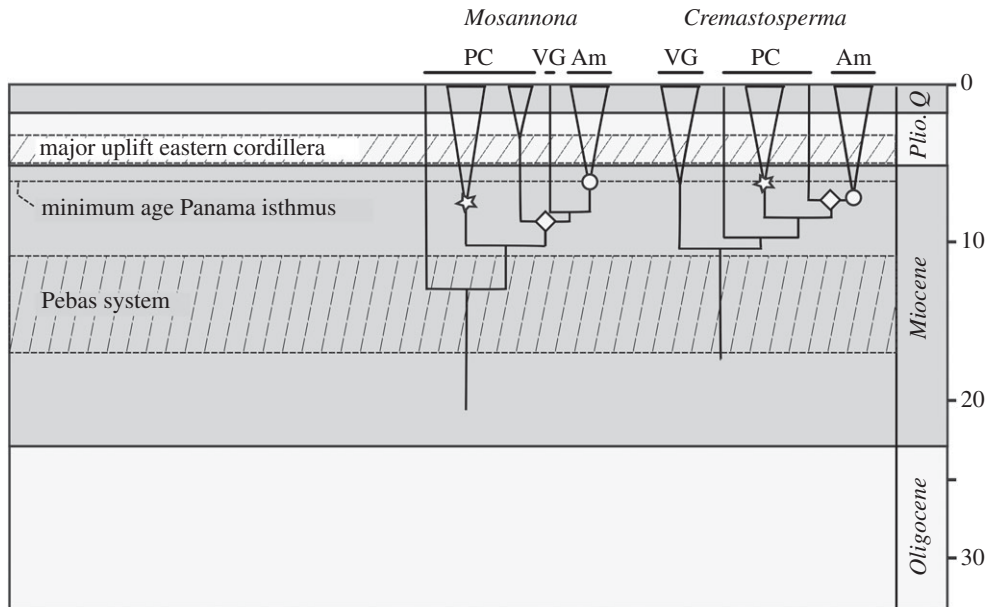 Mosannona Cremastosperma
PC VG Am VG PC Am
0
Q
Plio.
major uplift eastern cordillera
minimum age Panama isthmus
10
Pebas system
Miocene
20
Oligocene
30